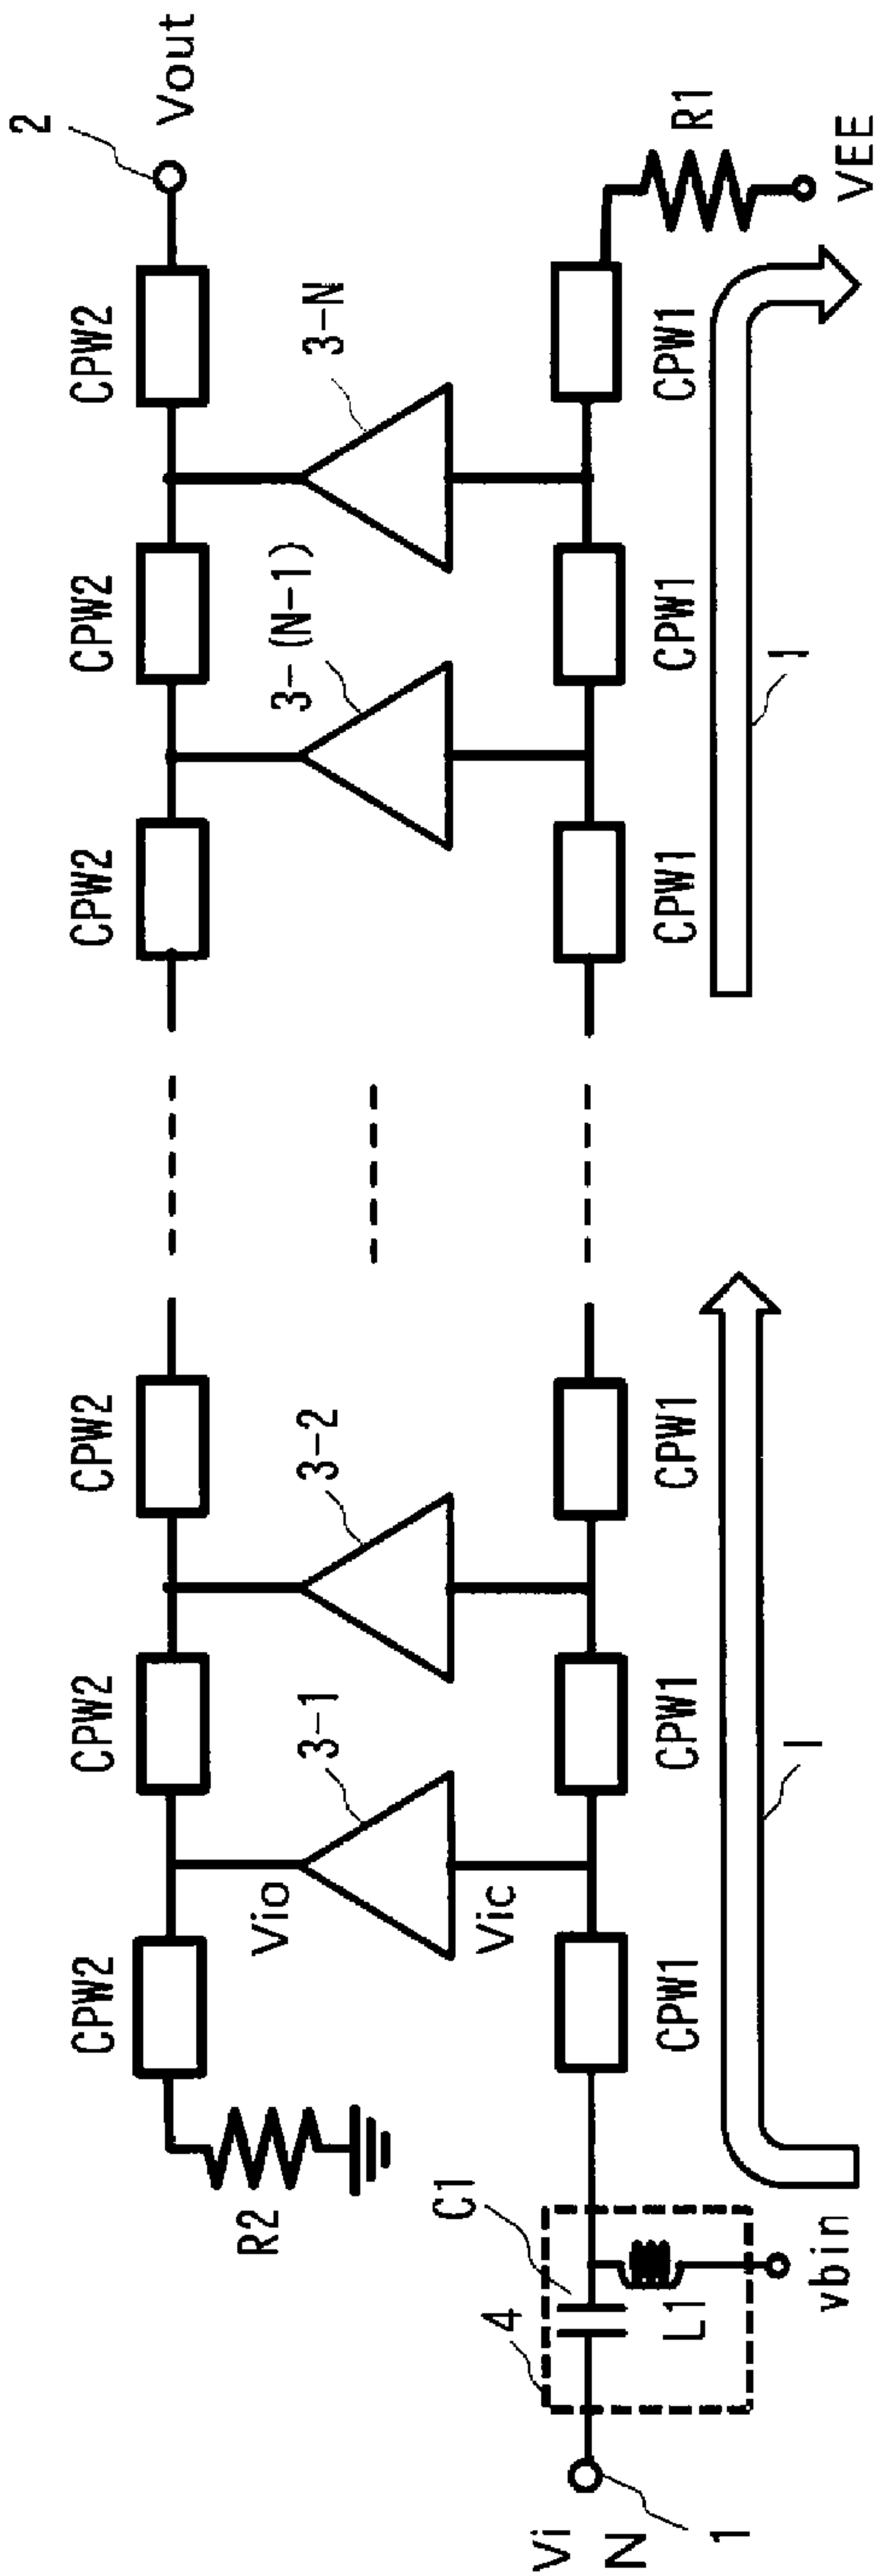 2
Vout
CPW2
CPW2
CPW2
CPW2
CPW2
CPW2
R2
3-1
3-2
3-(N-1)
3-N
Vio
Vic
R1
VEE
4
C1
L1
vbin
Vi
N
1
CPW1
CPW1
CPW1
CPW1
CPW1
CPW1
I
I